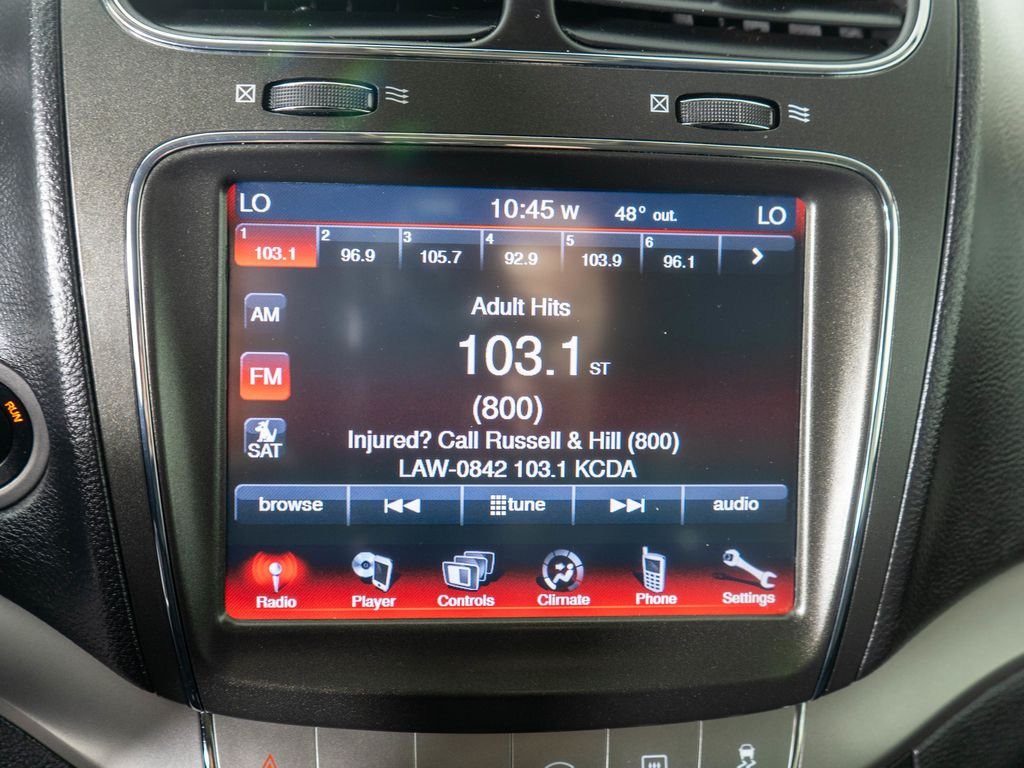 LO 10:45 W 48° out. LO
1 2 3 4 5 6
103.1 96.9 105.7 92.9 103.9 96.1
Adult Hits
AM
103.1 ST
FM
(800)
Injured? Call Russell & Hill (800)
SAT
LAW-0842 103.1 KCDA
browse tune audio
Radio Player Controls Climate Phone Settings
RUN